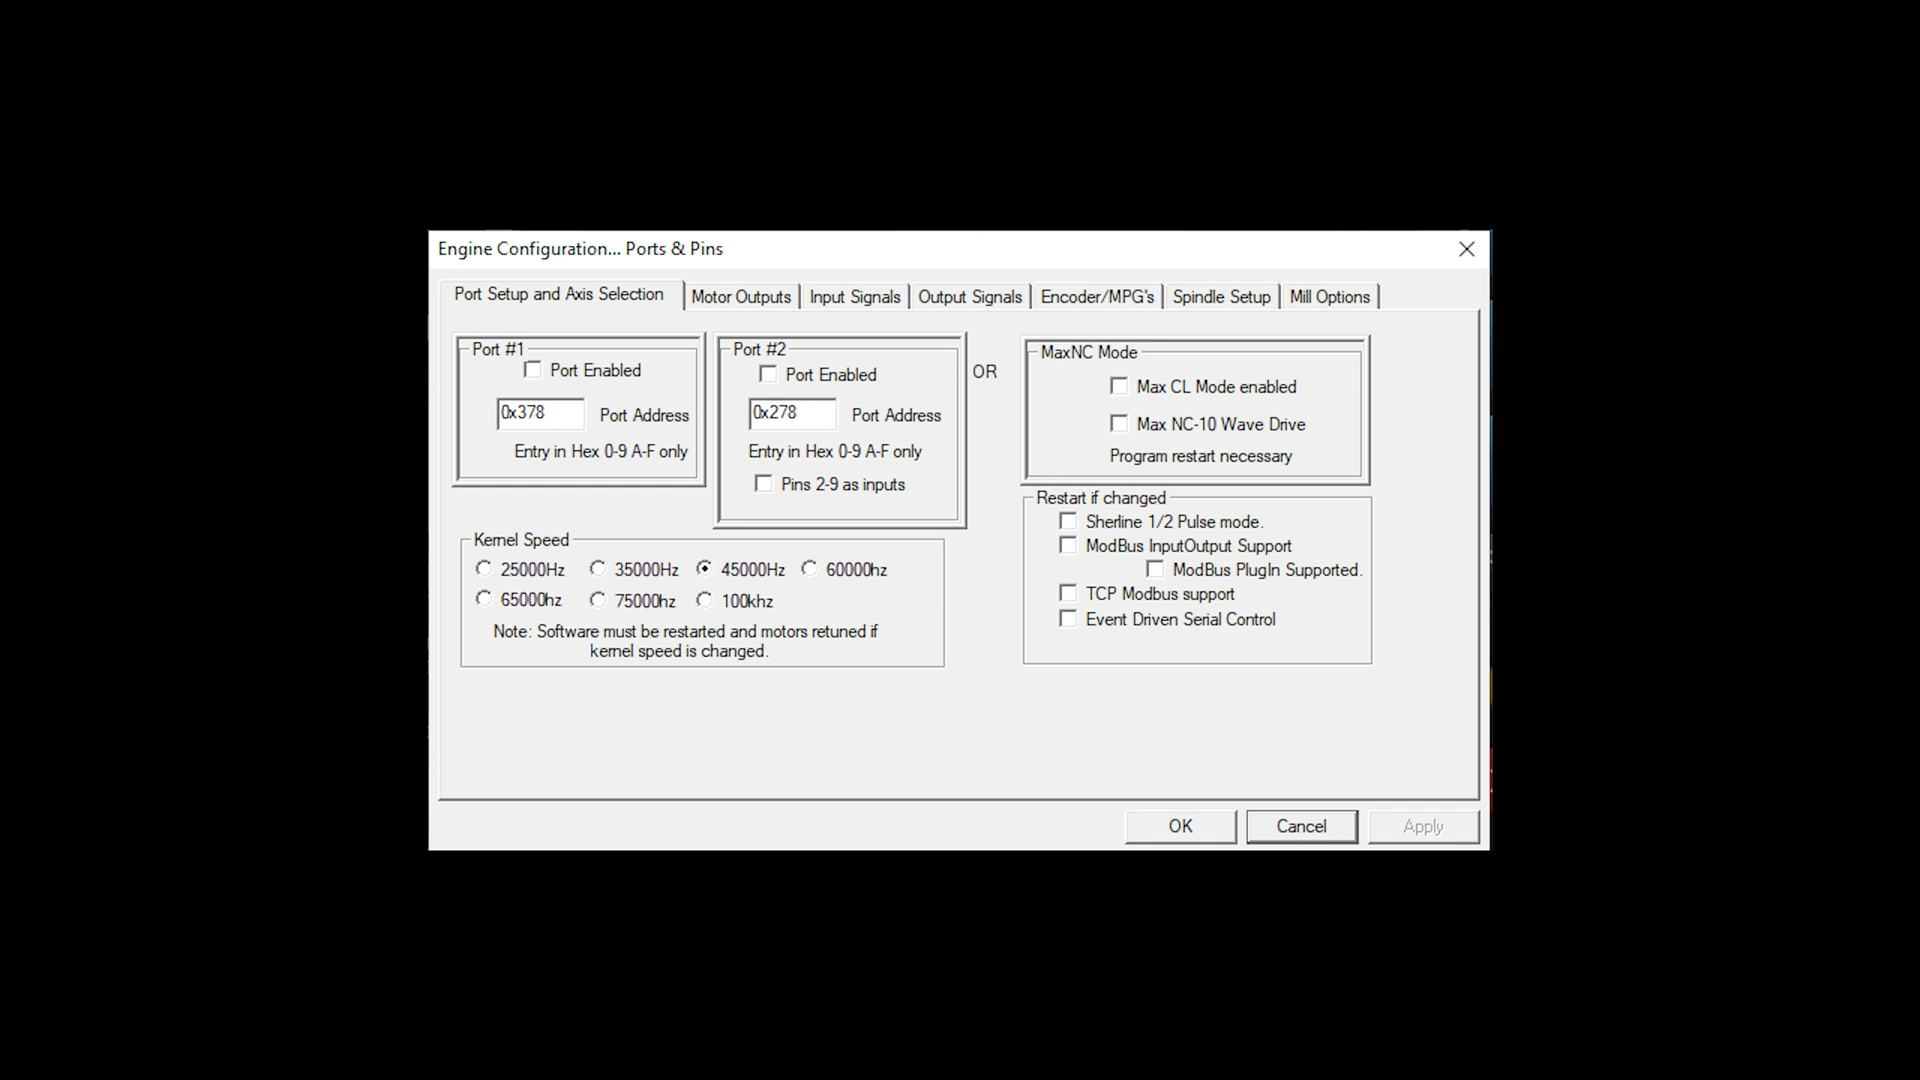 Engine Configuration... Ports & Pins
Port Setup and Axis Selection Motor Outputs Input Signals Output Signals Encoder/MPG's Spindle Setup Mill Options
Port #1
Port Enabled
0x378 Port Address
Entry in Hex 0-9 A-F only
Port #2
Port Enabled
0x278 Port Address
Entry in Hex 0-9 A-F only
Pins 2-9 as inputs
OR
MaxNC Mode
Max CL Mode enabled
Max NC-10 Wave Drive
Program restart necessary
Kernel Speed
25000Hz 35000Hz 45000Hz 60000hz
65000hz 75000hz 100khz
Note: Software must be restarted and motors retuned if
kernel speed is changed.
Restart if changed
Sherline 1/2 Pulse mode.
ModBus InputOutput Support
ModBus PlugIn Supported.
TCP Modbus support
Event Driven Serial Control
OK Cancel Apply